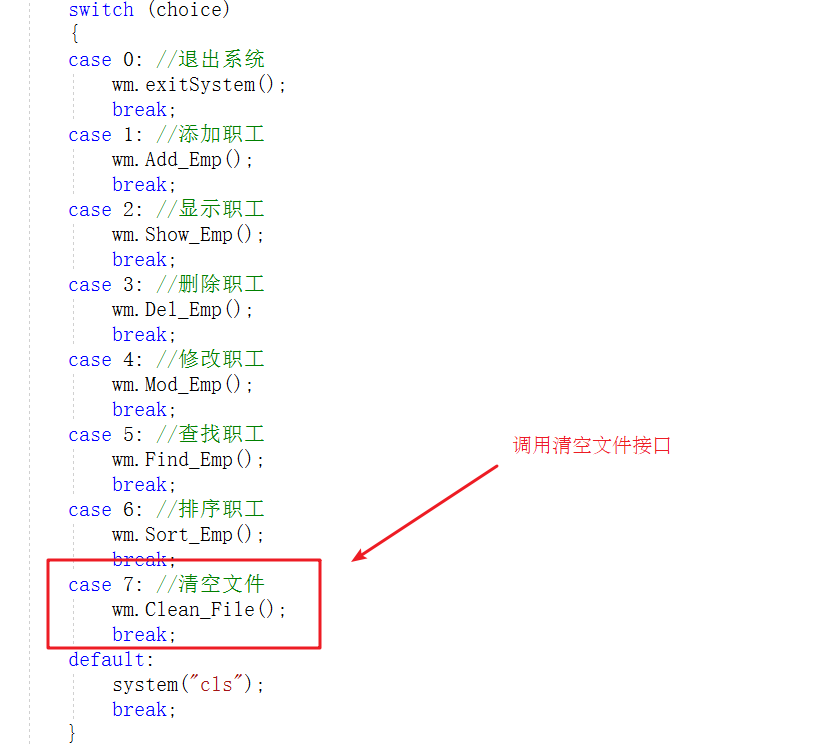 switch (choice)
{
case 0: //退出系统
    wm.exitSystem();
    break;
case 1: //添加职工
    wm.Add_Emp();
    break;
case 2: //显示职工
    wm.Show_Emp();
    break;
case 3: //删除职工
    wm.Del_Emp();
    break;
case 4: //修改职工
    wm.Mod_Emp();
    break;
case 5: //查找职工
    wm.Find_Emp();
    break;
case 6: //排序职工
    wm.Sort_Emp();
    break;
case 7: //清空文件
    wm.Clean_File();
    break;
default:
    system("cls");
    break;
}
调用清空文件接口